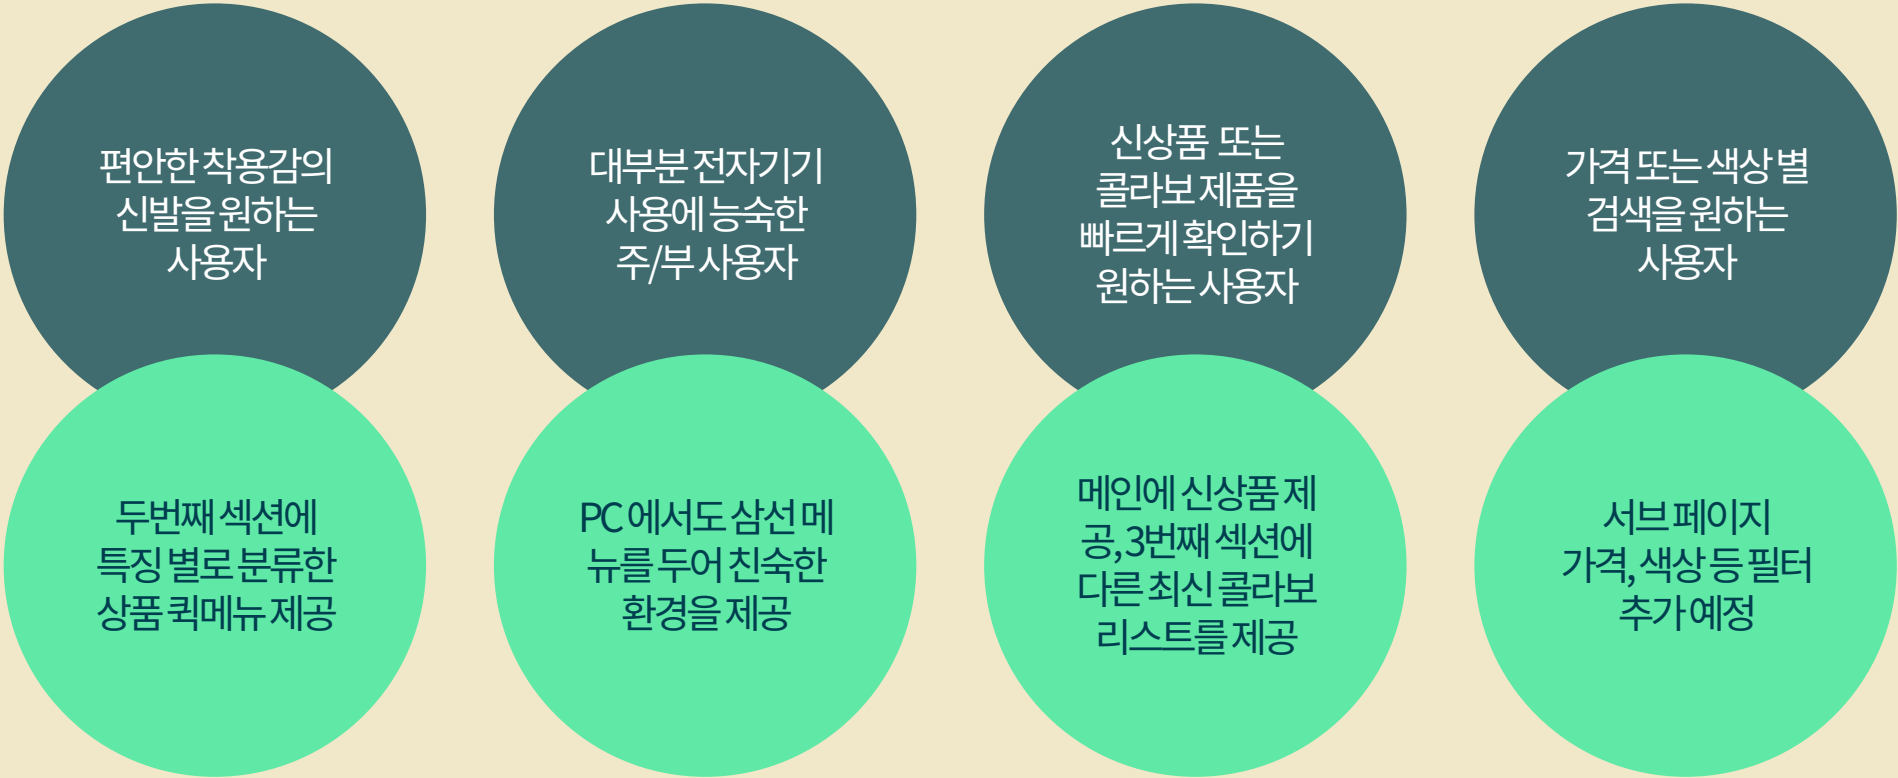 편안한 착용감의
신발을 원하는
사용자
대부분 전자기기
사용에 능숙한
주/부 사용자
신상품 또는
콜라보 제품을
빠르게 확인하기
원하는 사용자
가격 또는 색상 별
검색을 원하는
사용자
두번째 섹션에
특징 별로 분류한
상품 퀵메뉴 제공
PC 에서도 삼선 메
뉴를 두어 친숙한
환경을 제공
메인에 신상품 제
공, 3번째 섹션에
다른 최신 콜라보
리스트를 제공
서브 페이지
가격, 색상 등 필터
추가 예정